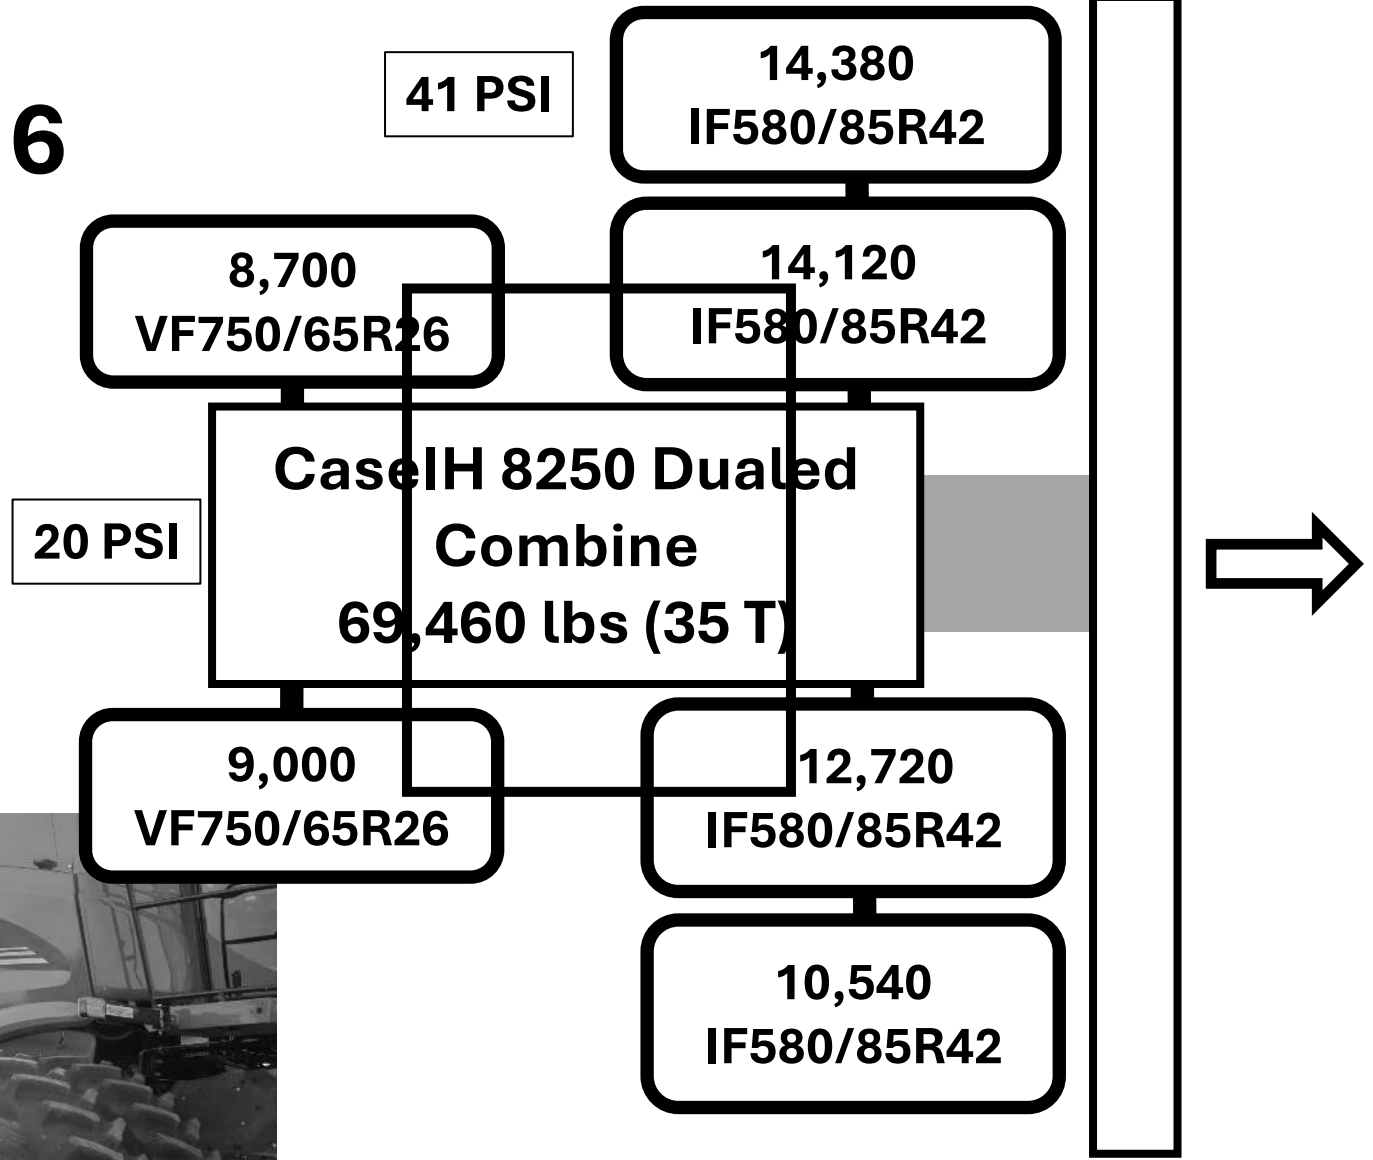 6
41 PSI
14,380
IF580/85R42
8,700
VF750/65R26
14,120
IF580/85R42
20 PSI
CaseIH 8250 Dualed
Combine
69,460 lbs (35 T)
9,000
VF750/65R26
12,720
IF580/85R42
10,540
IF580/85R42